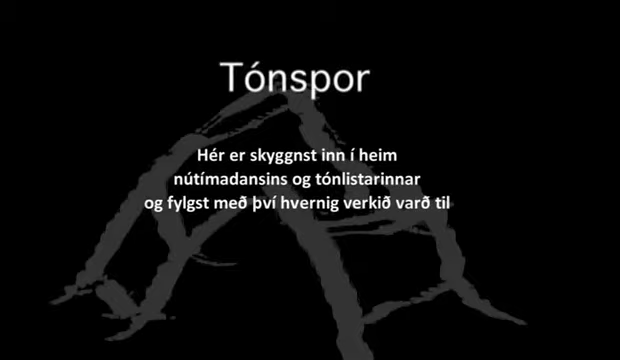 Tónspor
Hér er skyggnst inn í heim
nútímadansins og tónlistarinnar
og fylgst með því hvernig verkið varð til